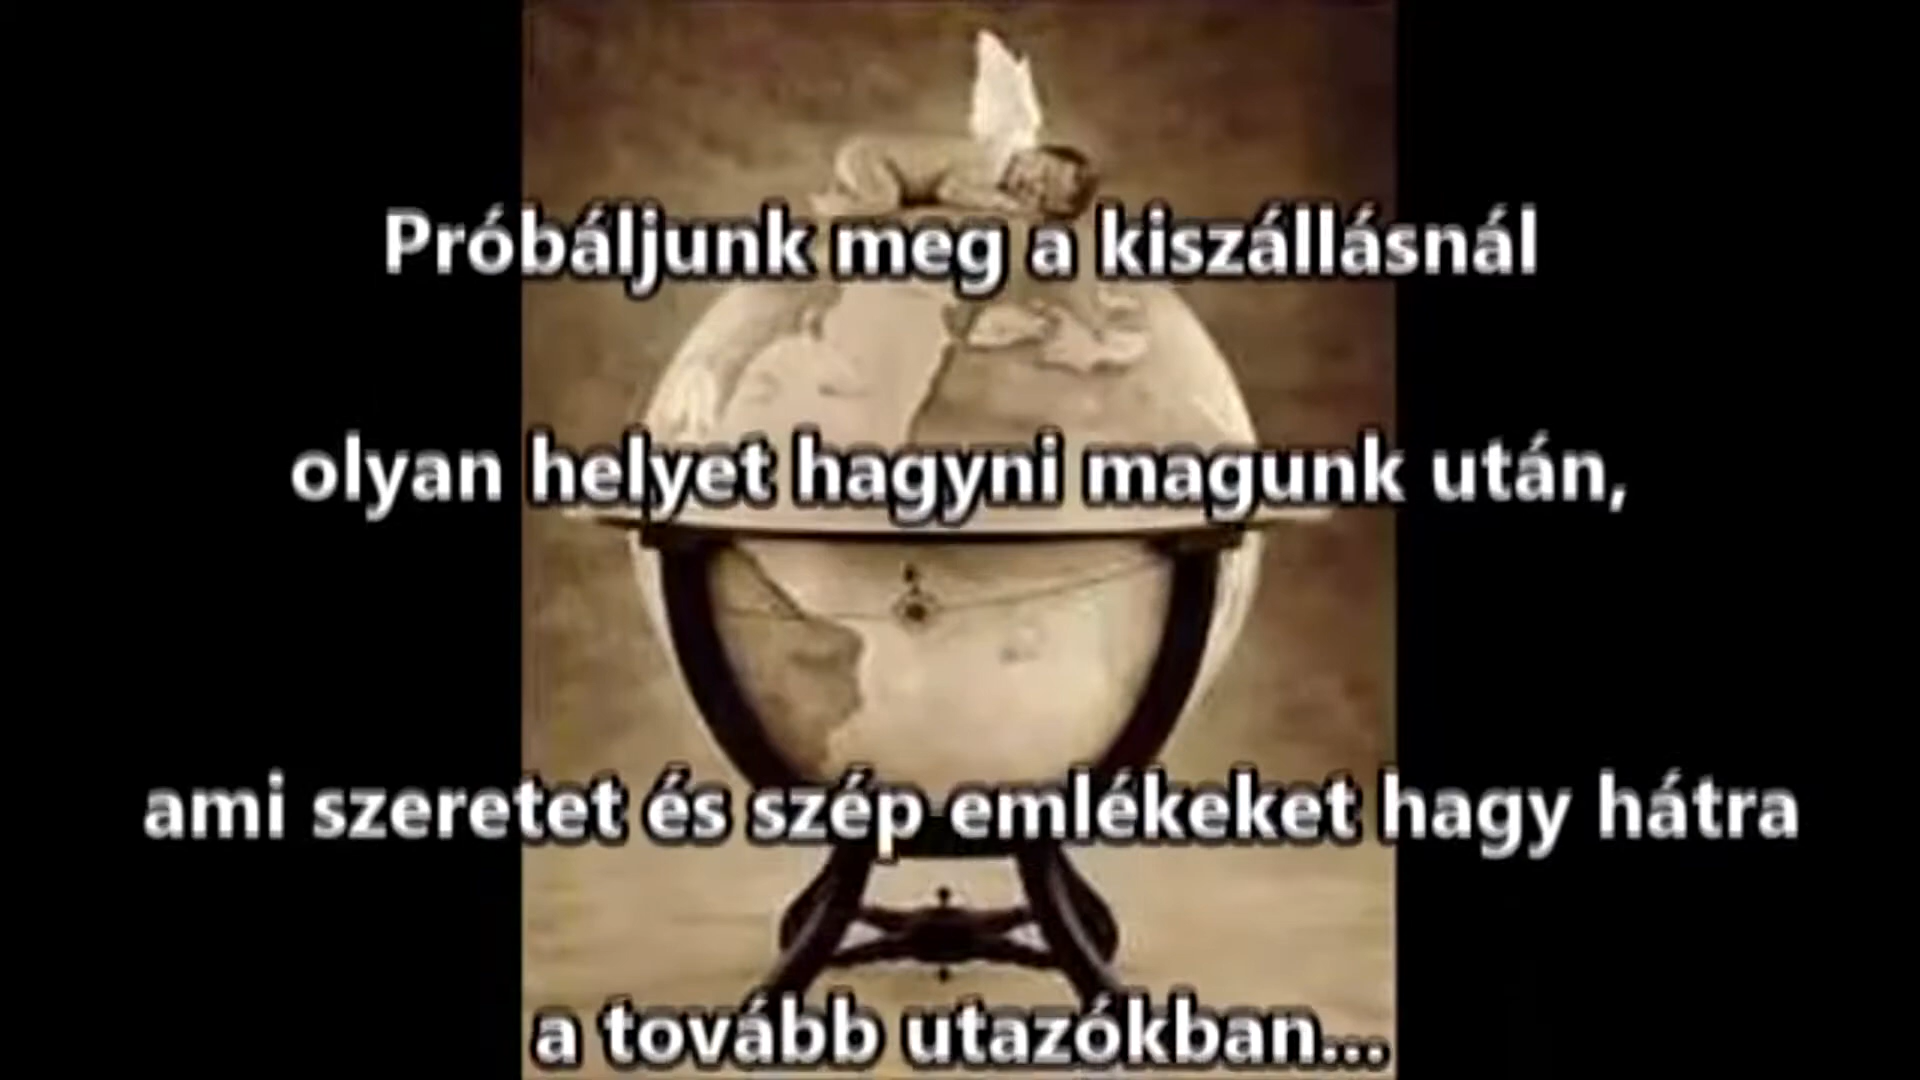 Próbáljunk meg a kiszállásnál
olyan helyet hagyni magunk után,
ami szeretet és szép emlékeket hagy hátra
a tovább utazókban...